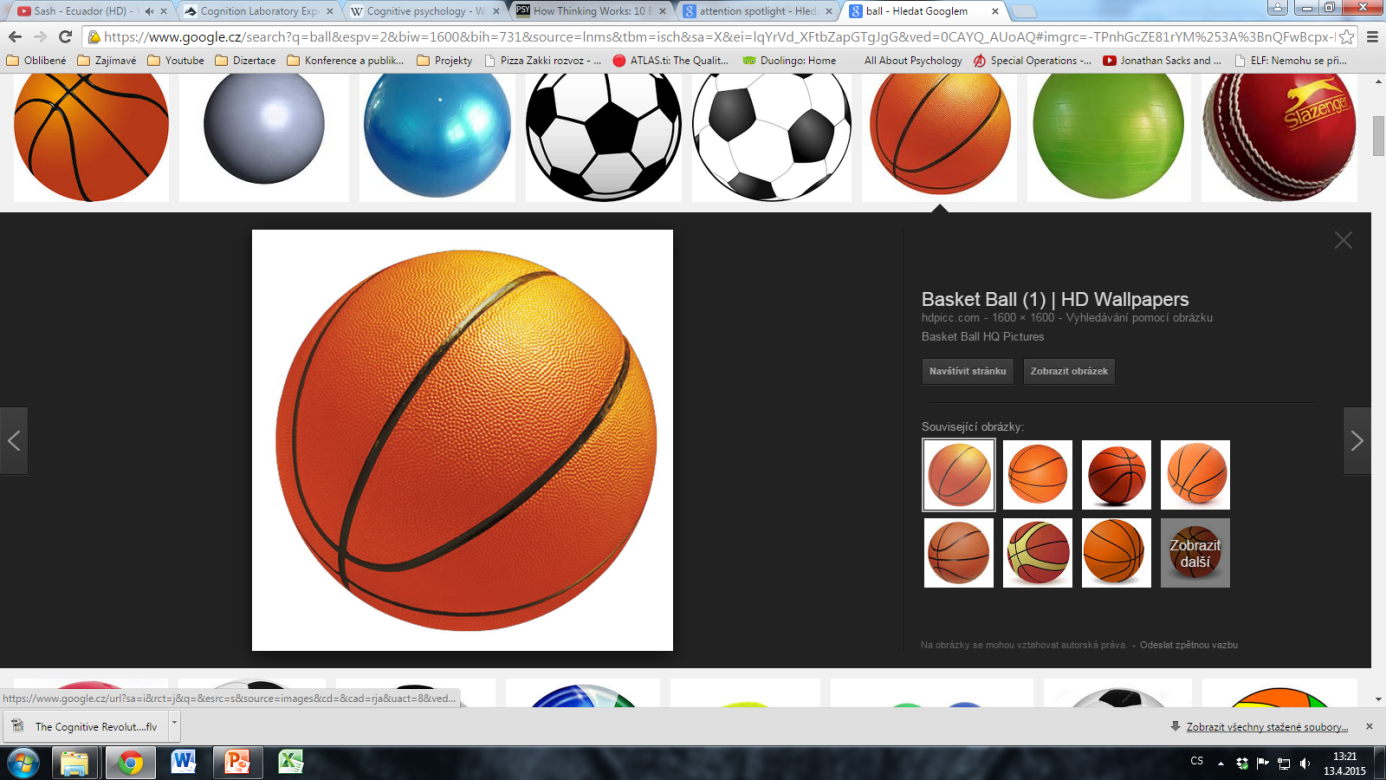 Sash - Ecuador (HD) -
Cognition Laboratory Expe
Cognitive psychology - W
PSY How Thinking Works: 10 B
attention spotlight - Hleda
ball - Hledat Googlem
https://www.google.cz/search?q=ball&espv=2&biw=1600&bih=731&source=lnms&tbm=isch&sa=X&ei=lqYrVd_XFtbZapGTgJgG&ved=0CAYQ_AUoAQ#imgrc=-TPnhGcZE81rYM%253A%3BnQFwBcpx-
Oblíbené
Zajímavé
Youtube
Dizertace
Konference a publik...
Projekty
Pizza Zakki rozvoz - ...
ATLAS.ti: The Qualit...
Duolingo: Home
All About Psychology
Special Operations -...
Jonathan Sacks and ...
ELF: Nemohu se při...
Slazenger
Basket Ball (1) | HD Wallpapers
hdpicc.com - 1600 × 1600 - Vyhledávání pomocí obrázku
Basket Ball HQ Pictures
Navštívit stránku
Zobrazit obrázek
Související obrázky:
Zobrazit
další
Na obrázky se mohou vztahovat autorská práva. - Odeslat zpětnou vazbu
https://www.google.cz/url?sa=i&rct=j&q=&esrc=s&source=images&cd=&cad=rja&uact=8&ved...
The Cognitive Revolut....flv
Zobrazit všechny stažené soubory...
CS
13:21
13.4.2015